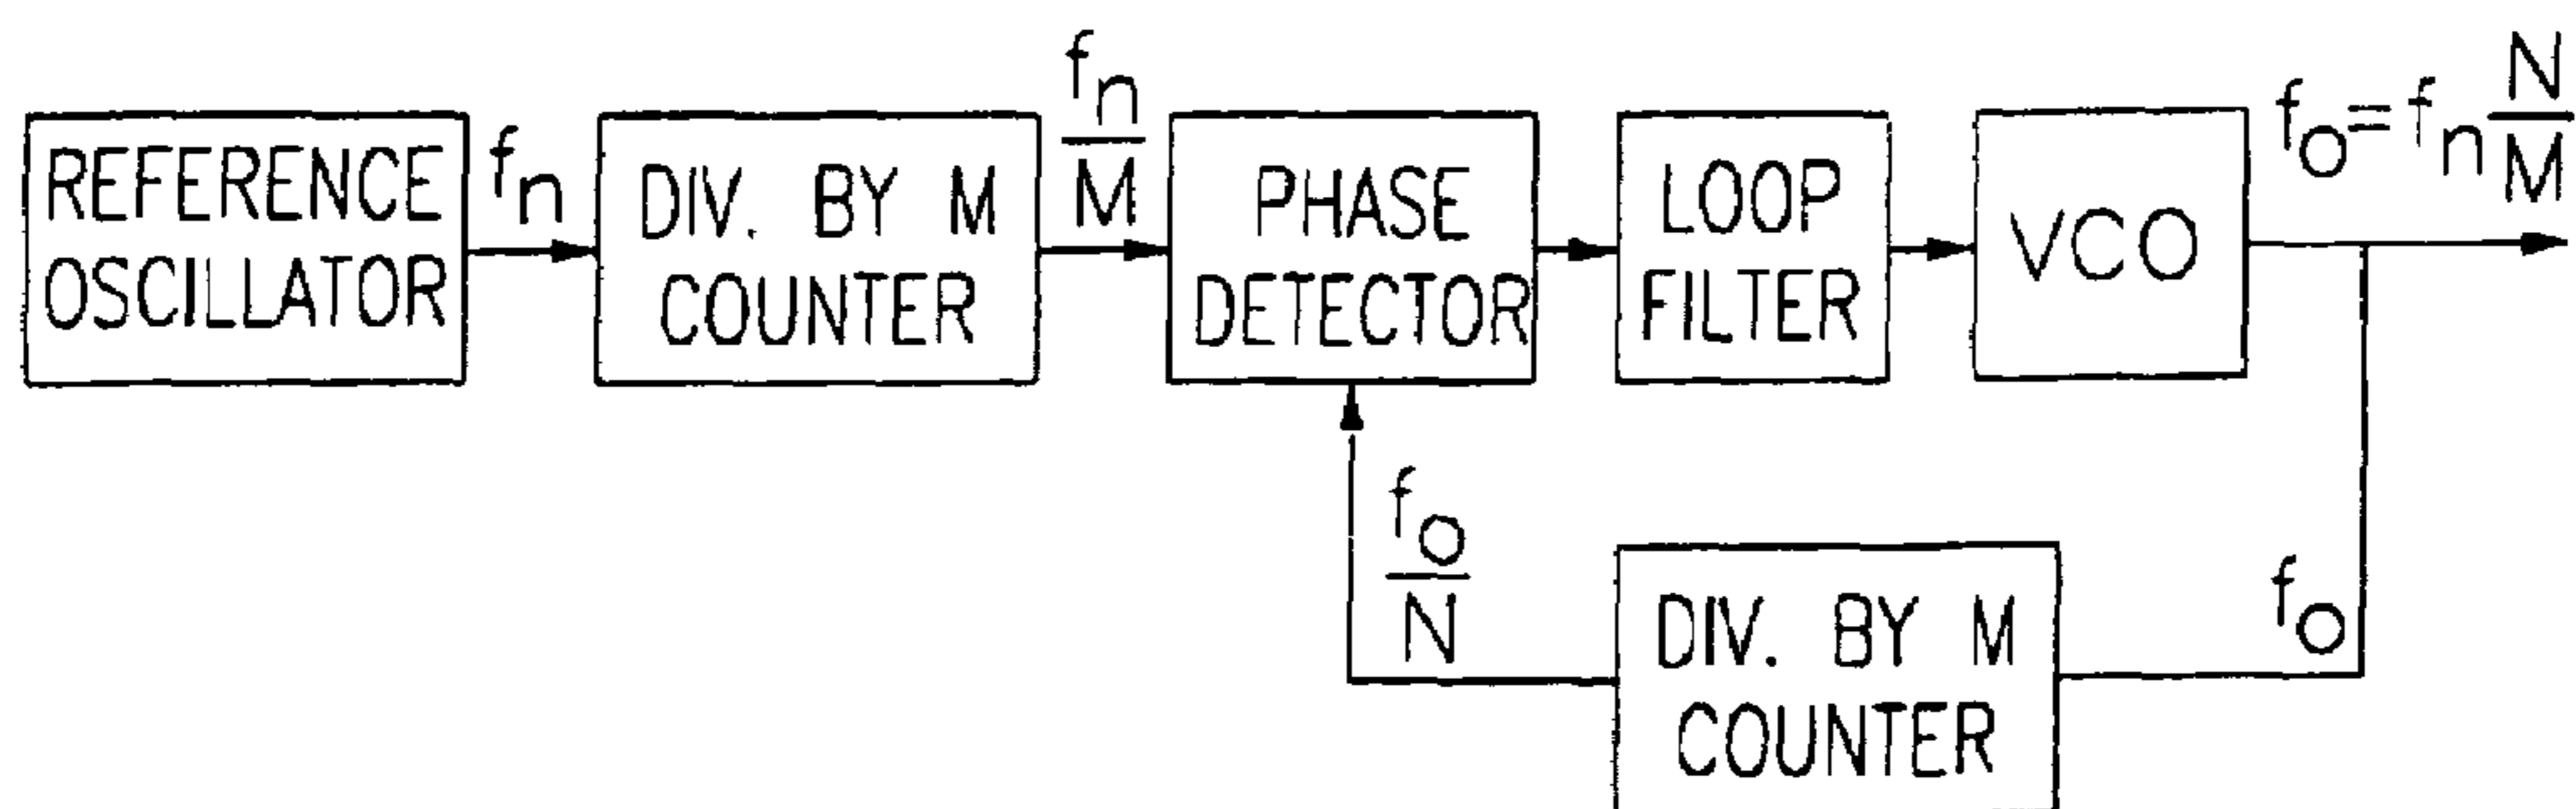 REFERENCE
OSCILLATOR
fn
DIV. BY M
COUNTER
fn
M
PHASE
DETECTOR
LOOP
FILTER
VCO
fo=fn N
M
fo
N
DIV. BY M
COUNTER
fo